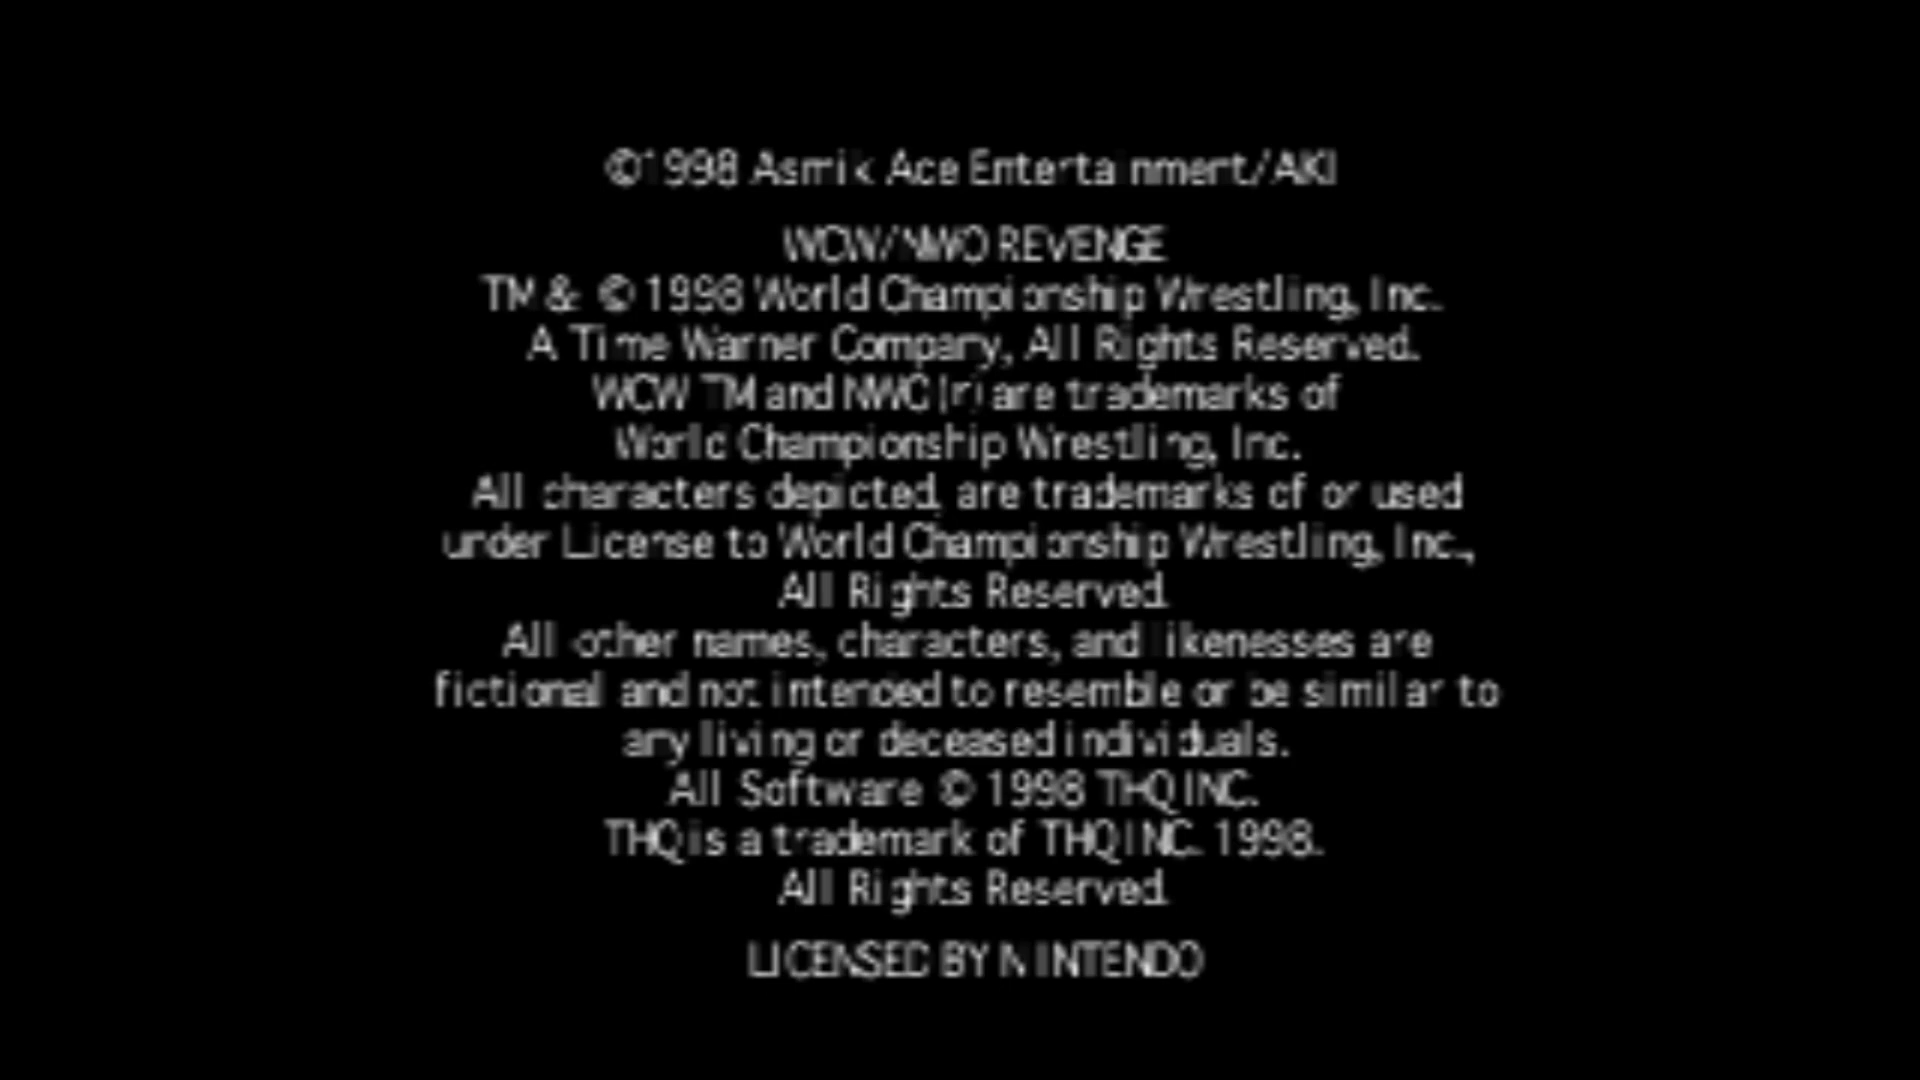 ©1998 Asmik Ace Entertainment/AKI
WCW/NWO REVENGE
TM & © 1998 World Championship Wrestling, Inc.
A Time Warner Company, All Rights Reserved.
WCW TM and NWO (r) are trademarks of
World Championship Wrestling, Inc.
All characters depicted, are trademarks of or used
under License to World Championship Wrestling, Inc.,
All Rights Reserved.
All other names, characters, and likenesses are
fictional and not intended to resemble or be similar to
any living or deceased individuals.
All Software © 1998 THQ INC.
THQ is a trademark of THQ INC. 1998.
All Rights Reserved.
LICENSED BY NINTENDO